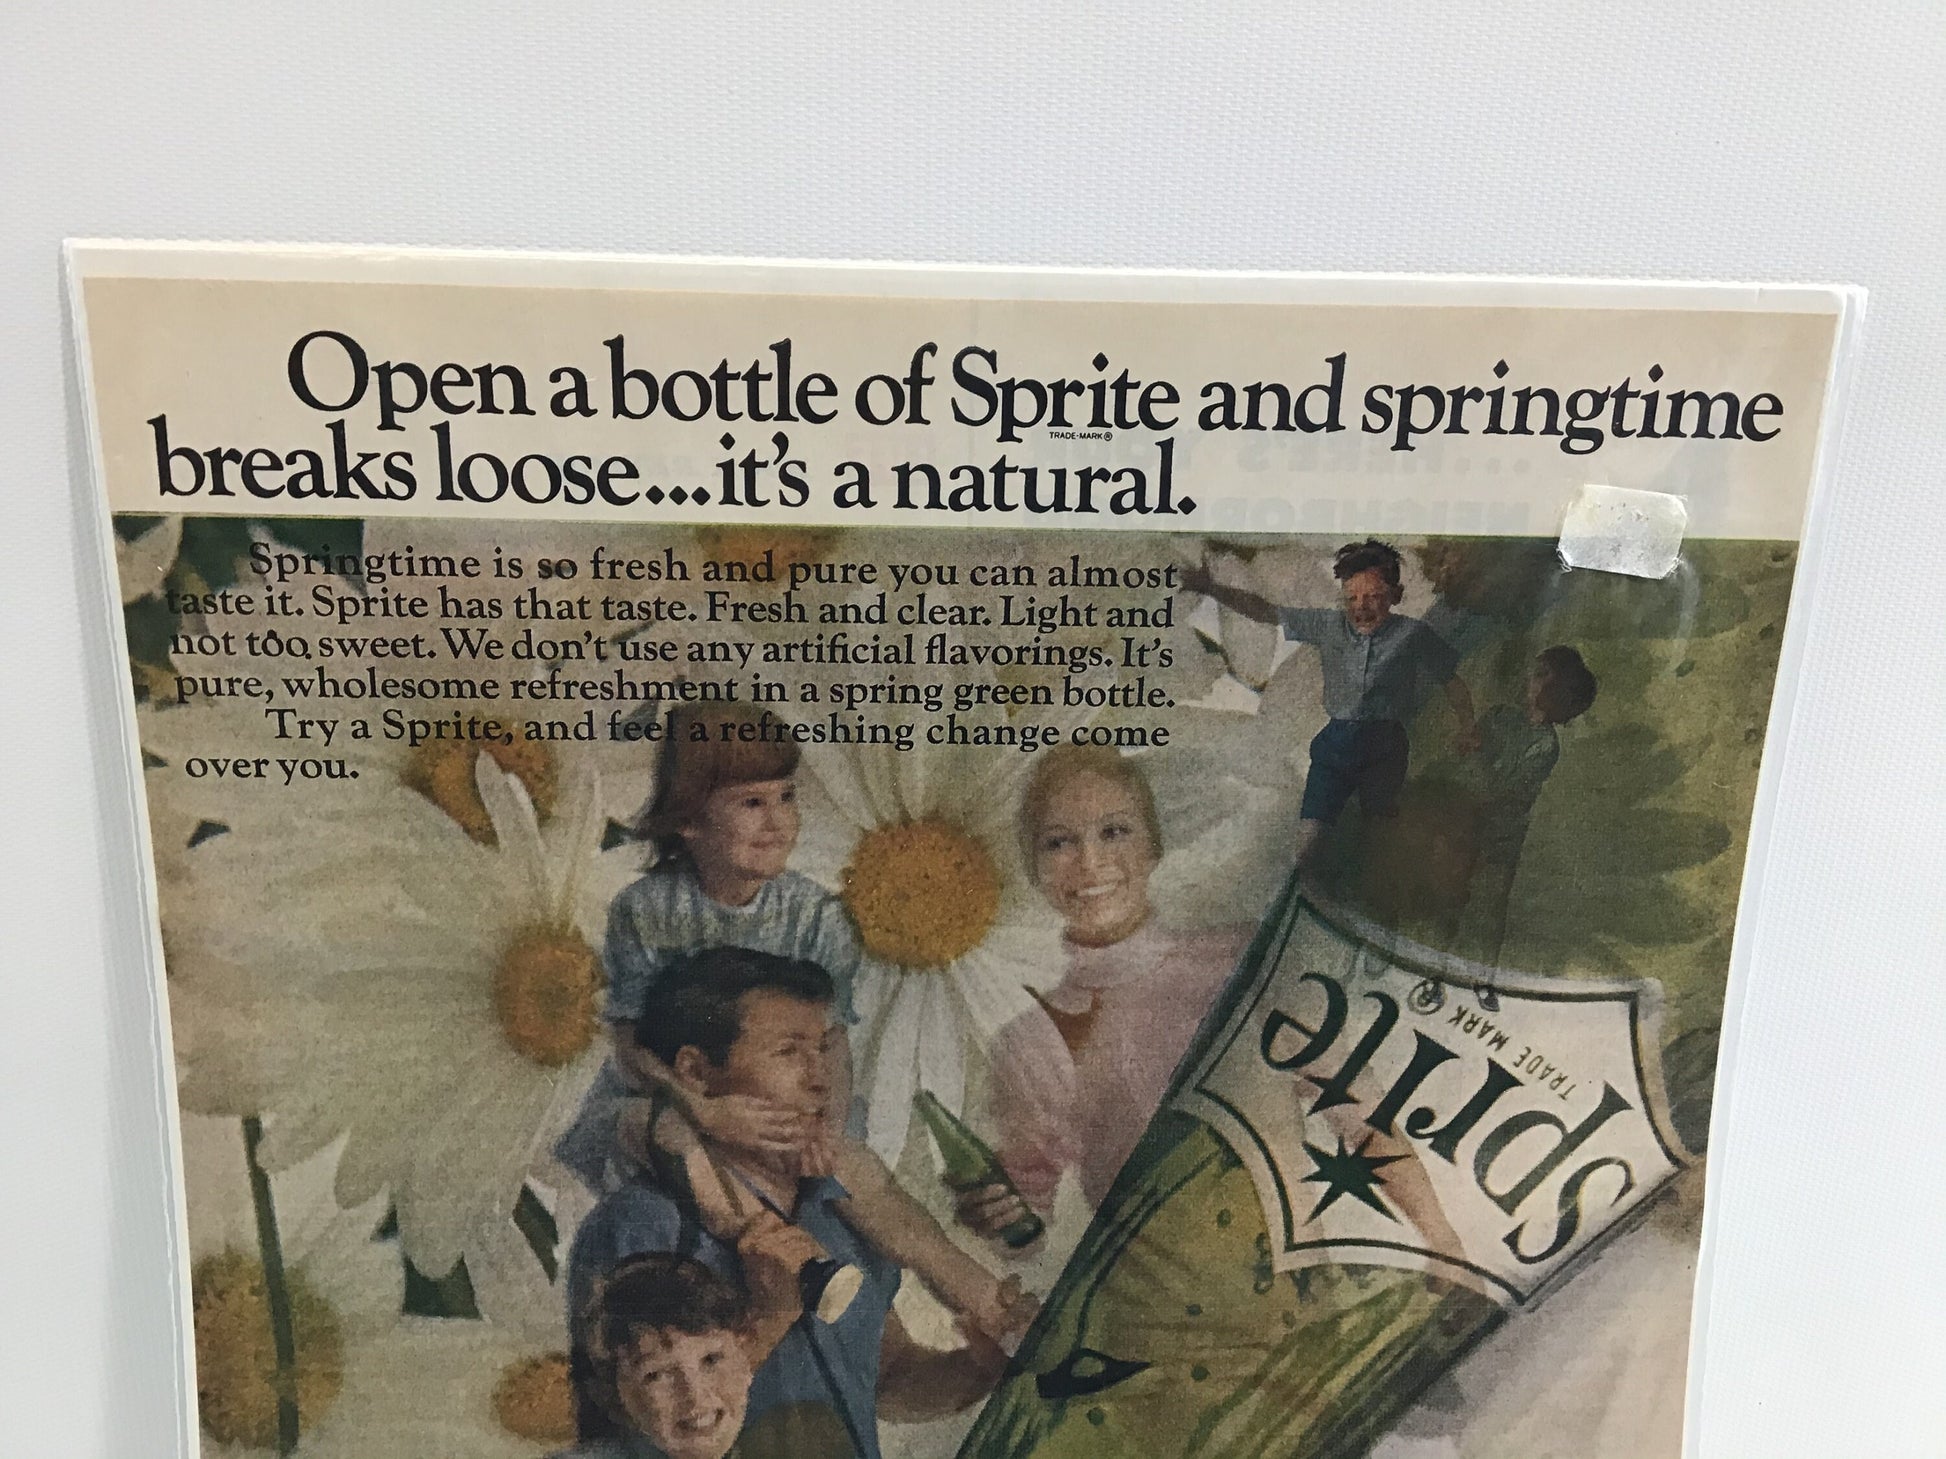 Open a bottle of Sprite and springtime
TRADE-MARK®
breaks loose...it's a natural.
Springtime is so fresh and pure you can almost
taste it. Sprite has that taste. Fresh and clear. Light and
not too sweet. We don't use any artificial flavorings. It's
pure, wholesome refreshment in a spring green bottle.
Try a Sprite, and feel a refreshing change come
over you.
Sprite
TRADE MARK ®